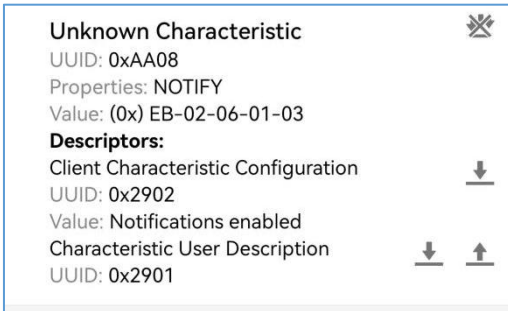 Unknown Characteristic
UUID: 0xAA08
Properties: NOTIFY
Value: (0x) EB-02-06-01-03
Descriptors:
Client Characteristic Configuration
UUID: 0x2902
Value: Notifications enabled
Characteristic User Description
UUID: 0x2901